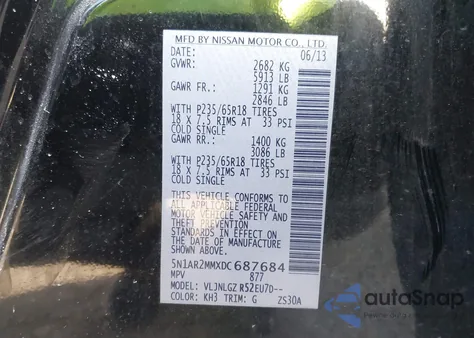 MFD BY NISSAN MOTOR CO., LTD.
DATE: 06/13
GVWR: 2682 KG
5913 LB
GAWR FR.: 1291 KG
2846 LB
WITH P235/65R18 TIRES
18 X 7.5 RIMS AT 33 PSI
COLD SINGLE
GAWR RR: 1400 KG
3086 LB
WITH P235/65R18 TIRES
18 X 7.5 RIMS AT 33 PSI
COLD SINGLE
THIS VEHICLE CONFORMS TO
ALL APPLICABLE FEDERAL
MOTOR VEHICLE SAFETY AND
THEFT PREVENTION
STANDARDS IN EFFECT ON
THE DATE OF MANUFACTURE
SHOWN ABOVE.
5N1AR2MMXDC687684
MPV 877
MODEL: VLJNLGZ R52EU7D--
COLOR: KH3 TRIM: G ZS30A
autoSnap